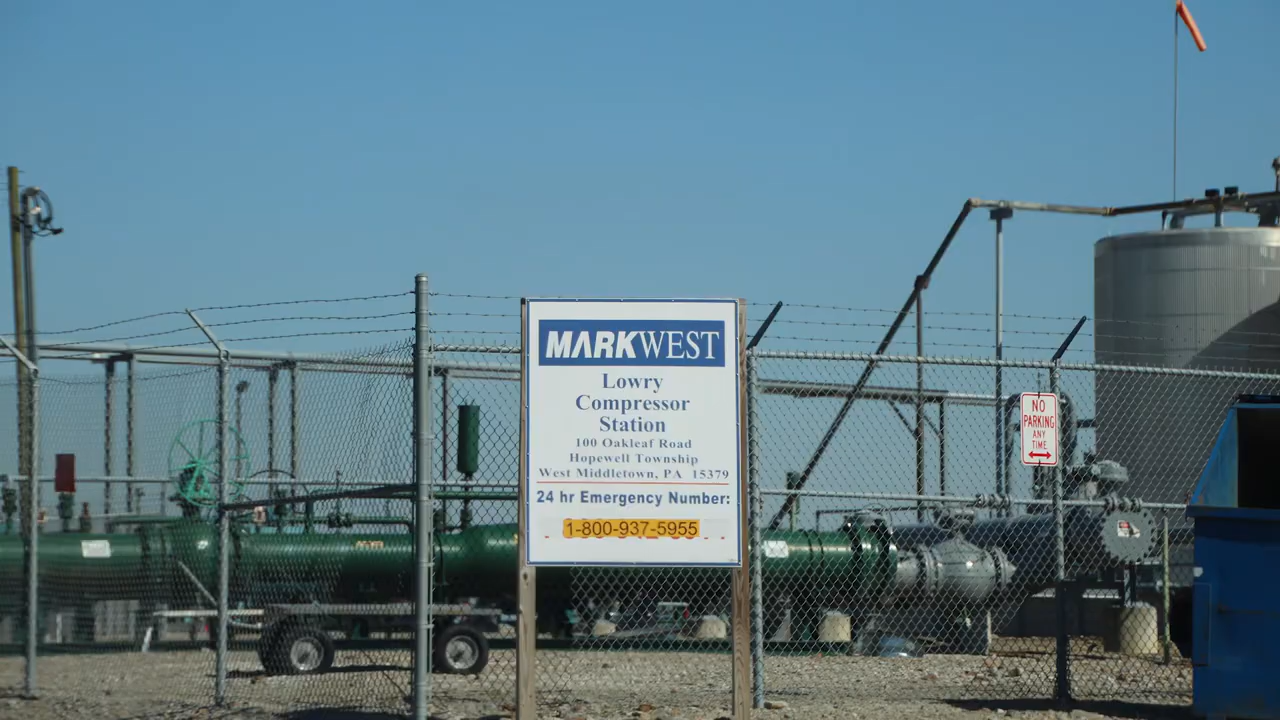 MARKWEST
Lowry
Compressor
Station
100 Oakleaf Road
Hopewell Township
West Middletown, PA 15379
24 hr Emergency Number:
1-800-937-5955
NO
PARKING
ANY
TIME